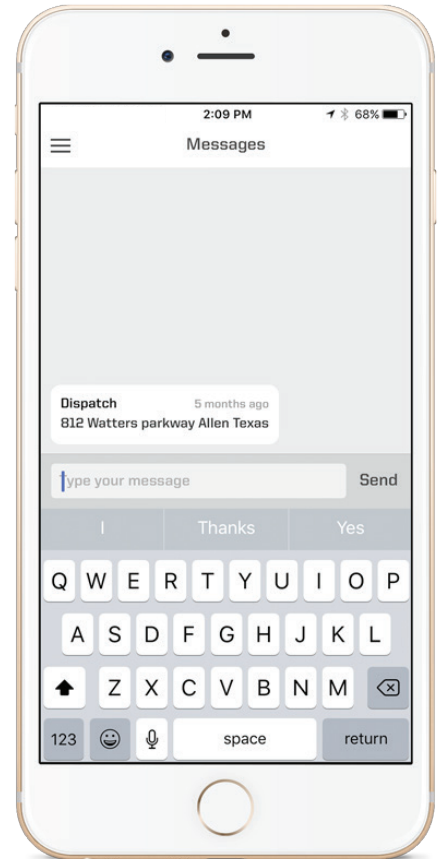 2:09 PM 68%
Messages
Dispatch 5 months ago
812 Watters parkway Allen Texas
Type your message Send
I Thanks Yes
Q W E R T Y U I O P
A S D F G H J K L
Z X C V B N M
123 space return